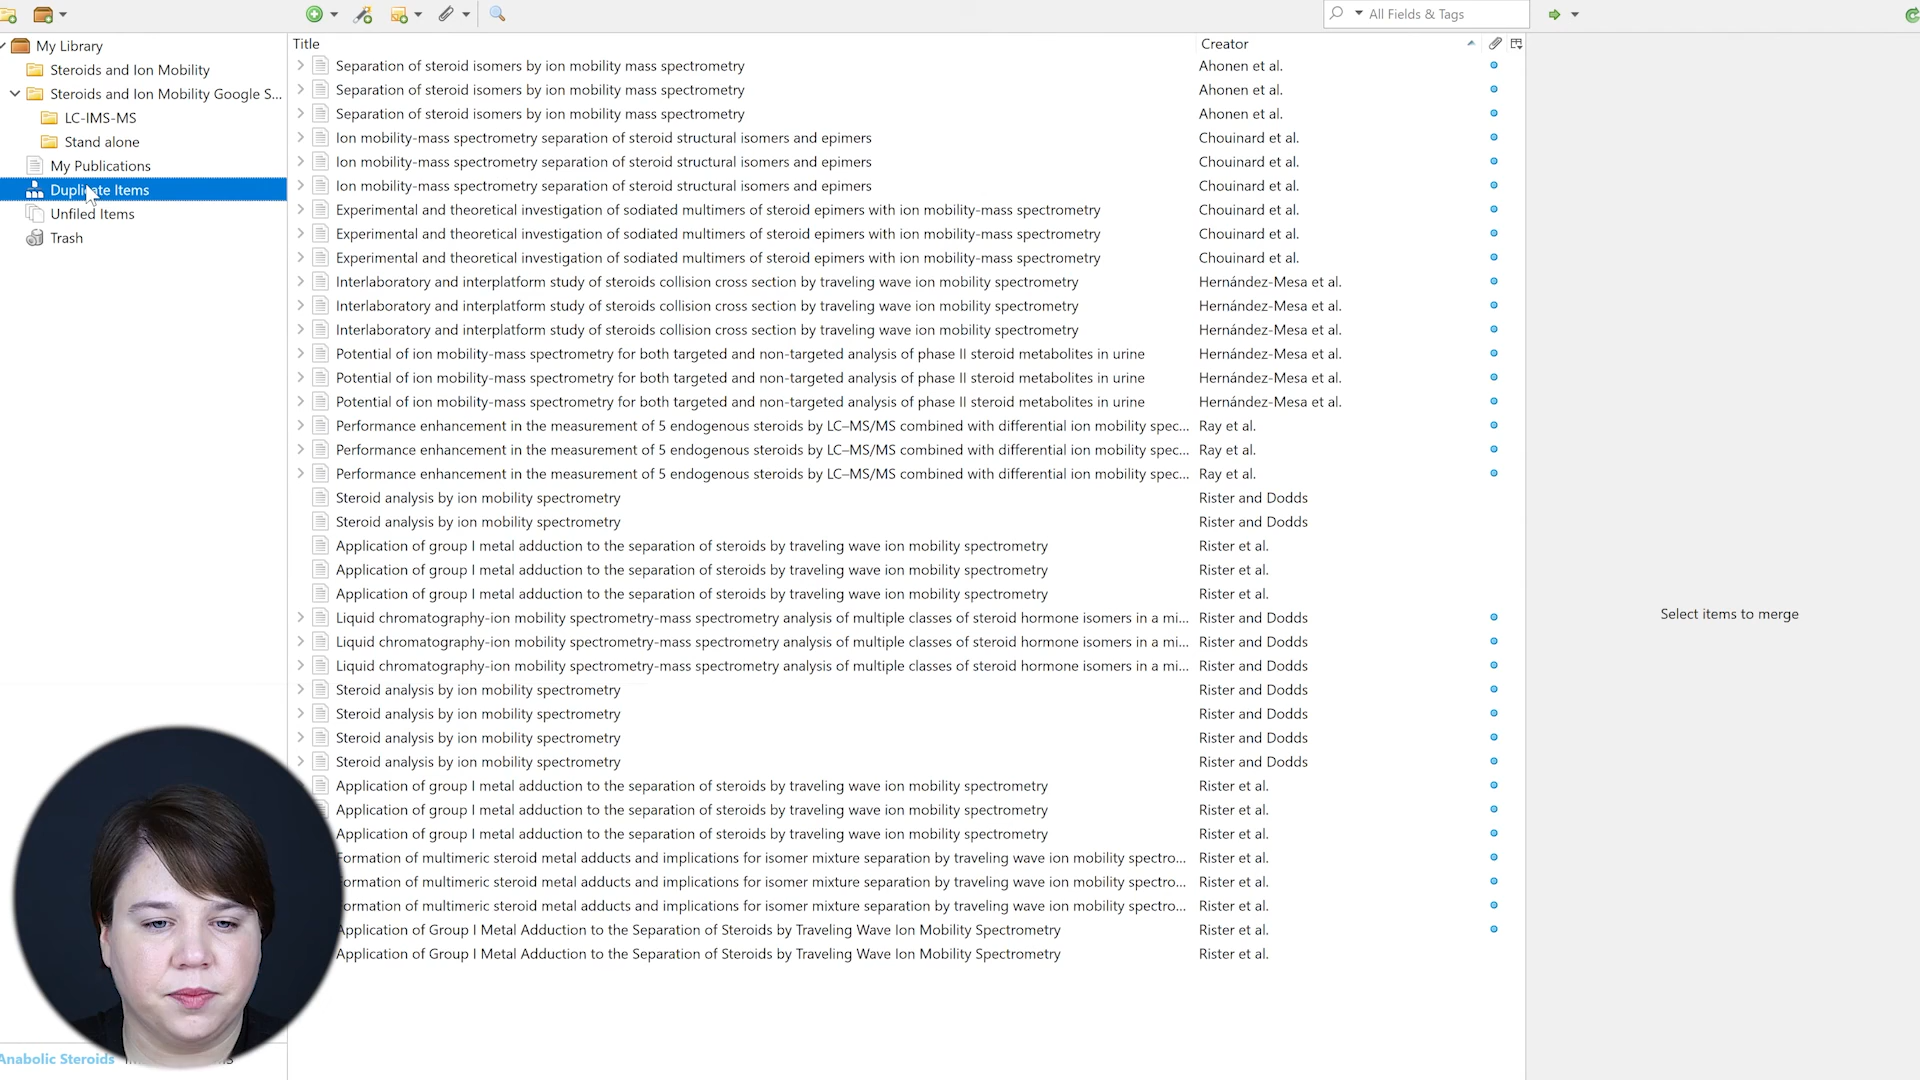 All Fields & Tags
My Library
Steroids and Ion Mobility
Steroids and Ion Mobility Google S...
LC-IMS-MS
Stand alone
My Publications
Duplicate Items
Unfiled Items
Trash
Title Creator
Separation of steroid isomers by ion mobility mass spectrometry Ahonen et al.
Separation of steroid isomers by ion mobility mass spectrometry Ahonen et al.
Separation of steroid isomers by ion mobility mass spectrometry Ahonen et al.
Ion mobility-mass spectrometry separation of steroid structural isomers and epimers Chouinard et al.
Ion mobility-mass spectrometry separation of steroid structural isomers and epimers Chouinard et al.
Ion mobility-mass spectrometry separation of steroid structural isomers and epimers Chouinard et al.
Experimental and theoretical investigation of sodiated multimers of steroid epimers with ion mobility-mass spectrometry Chouinard et al.
Experimental and theoretical investigation of sodiated multimers of steroid epimers with ion mobility-mass spectrometry Chouinard et al.
Experimental and theoretical investigation of sodiated multimers of steroid epimers with ion mobility-mass spectrometry Chouinard et al.
Interlaboratory and interplatform study of steroids collision cross section by traveling wave ion mobility spectrometry Hernández-Mesa et al.
Interlaboratory and interplatform study of steroids collision cross section by traveling wave ion mobility spectrometry Hernández-Mesa et al.
Interlaboratory and interplatform study of steroids collision cross section by traveling wave ion mobility spectrometry Hernández-Mesa et al.
Potential of ion mobility-mass spectrometry for both targeted and non-targeted analysis of phase II steroid metabolites in urine Hernández-Mesa et al.
Potential of ion mobility-mass spectrometry for both targeted and non-targeted analysis of phase II steroid metabolites in urine Hernández-Mesa et al.
Potential of ion mobility-mass spectrometry for both targeted and non-targeted analysis of phase II steroid metabolites in urine Hernández-Mesa et al.
Performance enhancement in the measurement of 5 endogenous steroids by LC–MS/MS combined with differential ion mobility spec... Ray et al.
Performance enhancement in the measurement of 5 endogenous steroids by LC–MS/MS combined with differential ion mobility spec... Ray et al.
Performance enhancement in the measurement of 5 endogenous steroids by LC–MS/MS combined with differential ion mobility spec... Ray et al.
Steroid analysis by ion mobility spectrometry Rister and Dodds
Steroid analysis by ion mobility spectrometry Rister and Dodds
Application of group I metal adduction to the separation of steroids by traveling wave ion mobility spectrometry Rister et al.
Application of group I metal adduction to the separation of steroids by traveling wave ion mobility spectrometry Rister et al.
Application of group I metal adduction to the separation of steroids by traveling wave ion mobility spectrometry Rister et al.
Liquid chromatography-ion mobility spectrometry-mass spectrometry analysis of multiple classes of steroid hormone isomers in a mi... Rister and Dodds
Liquid chromatography-ion mobility spectrometry-mass spectrometry analysis of multiple classes of steroid hormone isomers in a mi... Rister and Dodds
Liquid chromatography-ion mobility spectrometry-mass spectrometry analysis of multiple classes of steroid hormone isomers in a mi... Rister and Dodds
Steroid analysis by ion mobility spectrometry Rister and Dodds
Steroid analysis by ion mobility spectrometry Rister and Dodds
Steroid analysis by ion mobility spectrometry Rister and Dodds
Steroid analysis by ion mobility spectrometry Rister and Dodds
Application of group I metal adduction to the separation of steroids by traveling wave ion mobility spectrometry Rister et al.
Application of group I metal adduction to the separation of steroids by traveling wave ion mobility spectrometry Rister et al.
Application of group I metal adduction to the separation of steroids by traveling wave ion mobility spectrometry Rister et al.
Formation of multimeric steroid metal adducts and implications for isomer mixture separation by traveling wave ion mobility spectro... Rister et al.
ormation of multimeric steroid metal adducts and implications for isomer mixture separation by traveling wave ion mobility spectro... Rister et al.
ormation of multimeric steroid metal adducts and implications for isomer mixture separation by traveling wave ion mobility spectro... Rister et al.
Application of Group I Metal Adduction to the Separation of Steroids by Traveling Wave Ion Mobility Spectrometry Rister et al.
Application of Group I Metal Adduction to the Separation of Steroids by Traveling Wave Ion Mobility Spectrometry Rister et al.
Select items to merge
Anabolic Steroids